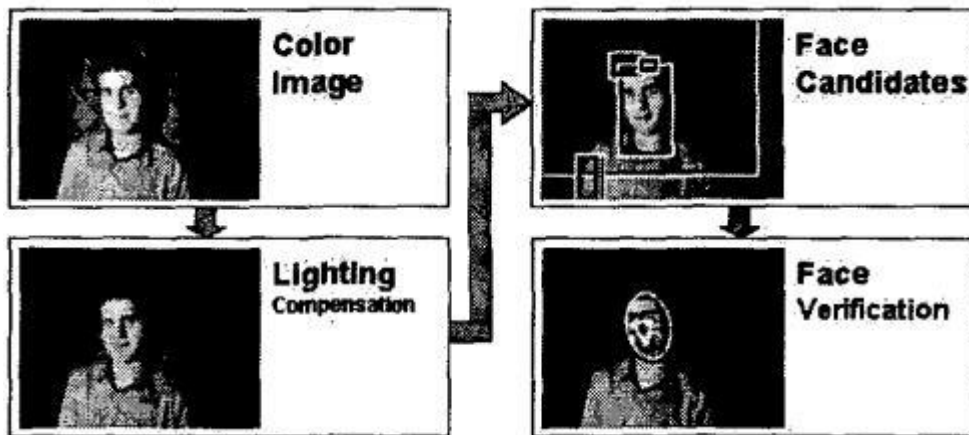 Color
Image
Lighting
Compensation
Face
Candidates
Face
Verification